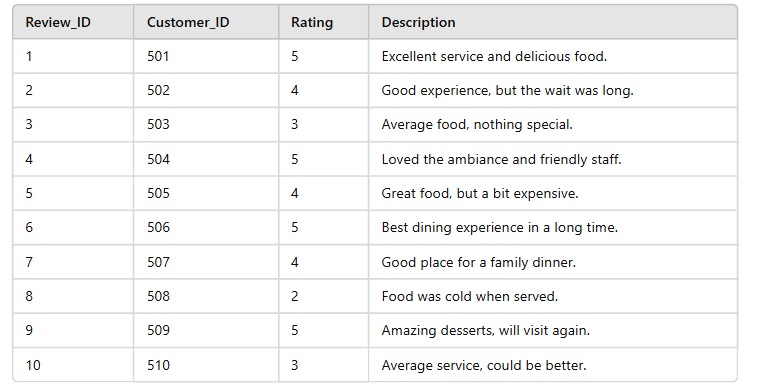 Review_ID Customer_ID Rating Description
1 501 5 Excellent service and delicious food.
2 502 4 Good experience, but the wait was long.
3 503 3 Average food, nothing special.
4 504 5 Loved the ambiance and friendly staff.
5 505 4 Great food, but a bit expensive.
6 506 5 Best dining experience in a long time.
7 507 4 Good place for a family dinner.
8 508 2 Food was cold when served.
9 509 5 Amazing desserts, will visit again.
10 510 3 Average service, could be better.